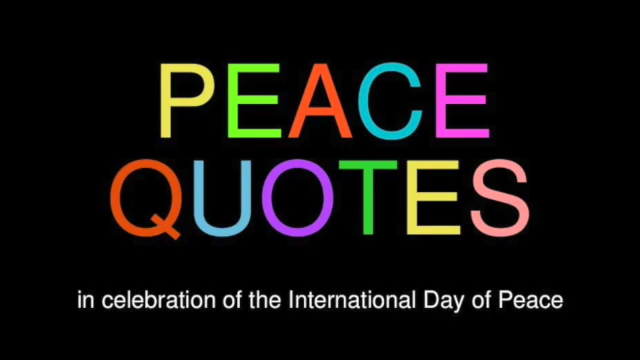 PEACE
QUOTES
in celebration of the International Day of Peace